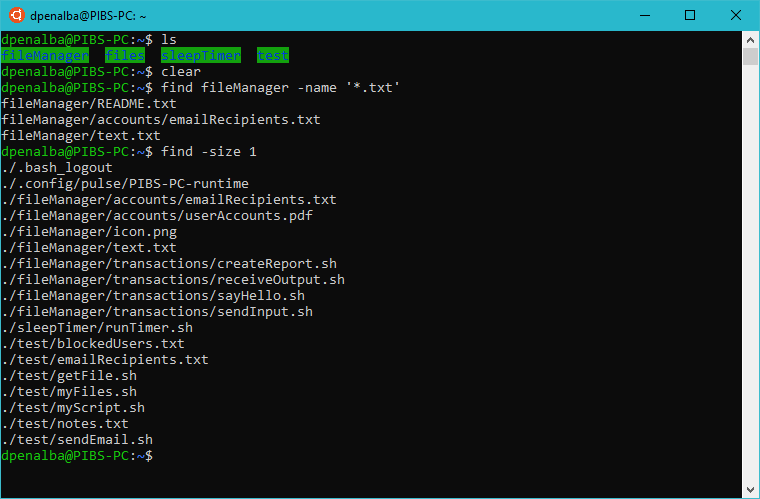 dpenalba@PIBS-PC: ~
dpenalba@PIBS-PC:~$ ls
fileManager files sleepTimer test
dpenalba@PIBS-PC:~$ clear
dpenalba@PIBS-PC:~$ find fileManager -name '*.txt'
fileManager/README.txt
fileManager/accounts/emailRecipients.txt
fileManager/text.txt
dpenalba@PIBS-PC:~$ find -size 1
./.bash_logout
./.config/pulse/PIBS-PC-runtime
./fileManager/accounts/emailRecipients.txt
./fileManager/accounts/userAccounts.pdf
./fileManager/icon.png
./fileManager/text.txt
./fileManager/transactions/createReport.sh
./fileManager/transactions/receiveOutput.sh
./fileManager/transactions/sayHello.sh
./fileManager/transactions/sendInput.sh
./sleepTimer/runTimer.sh
./test/blockedUsers.txt
./test/emailRecipients.txt
./test/getFile.sh
./test/myFiles.sh
./test/myScript.sh
./test/notes.txt
./test/sendEmail.sh
dpenalba@PIBS-PC:~$